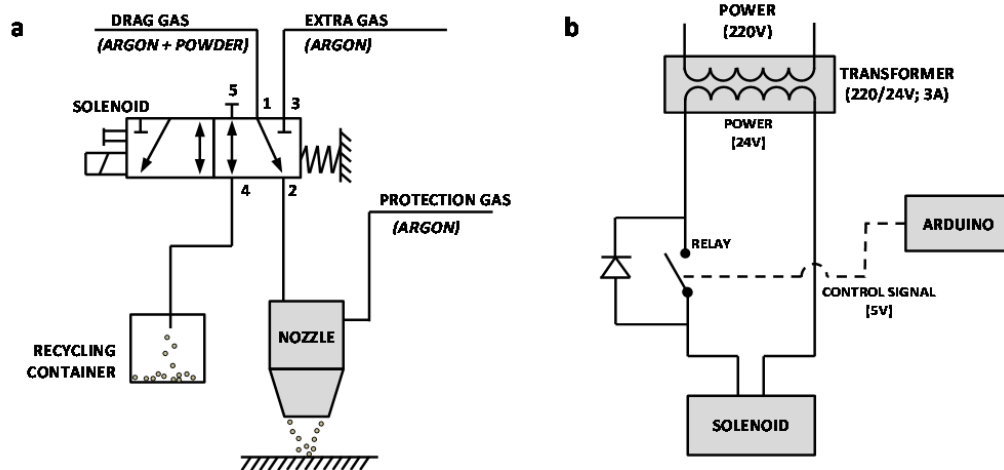 a
DRAG GAS
(ARGON + POWDER)
EXTRA GAS
(ARGON)
SOLENOID
5
1
3
4
2
PROTECTION GAS
(ARGON)
NOZZLE
RECYCLING
CONTAINER
b
POWER
(220V)
TRANSFORMER
(220/24V; 3A)
POWER
[24V]
ARDUINO
RELAY
CONTROL SIGNAL
[5V]
SOLENOID